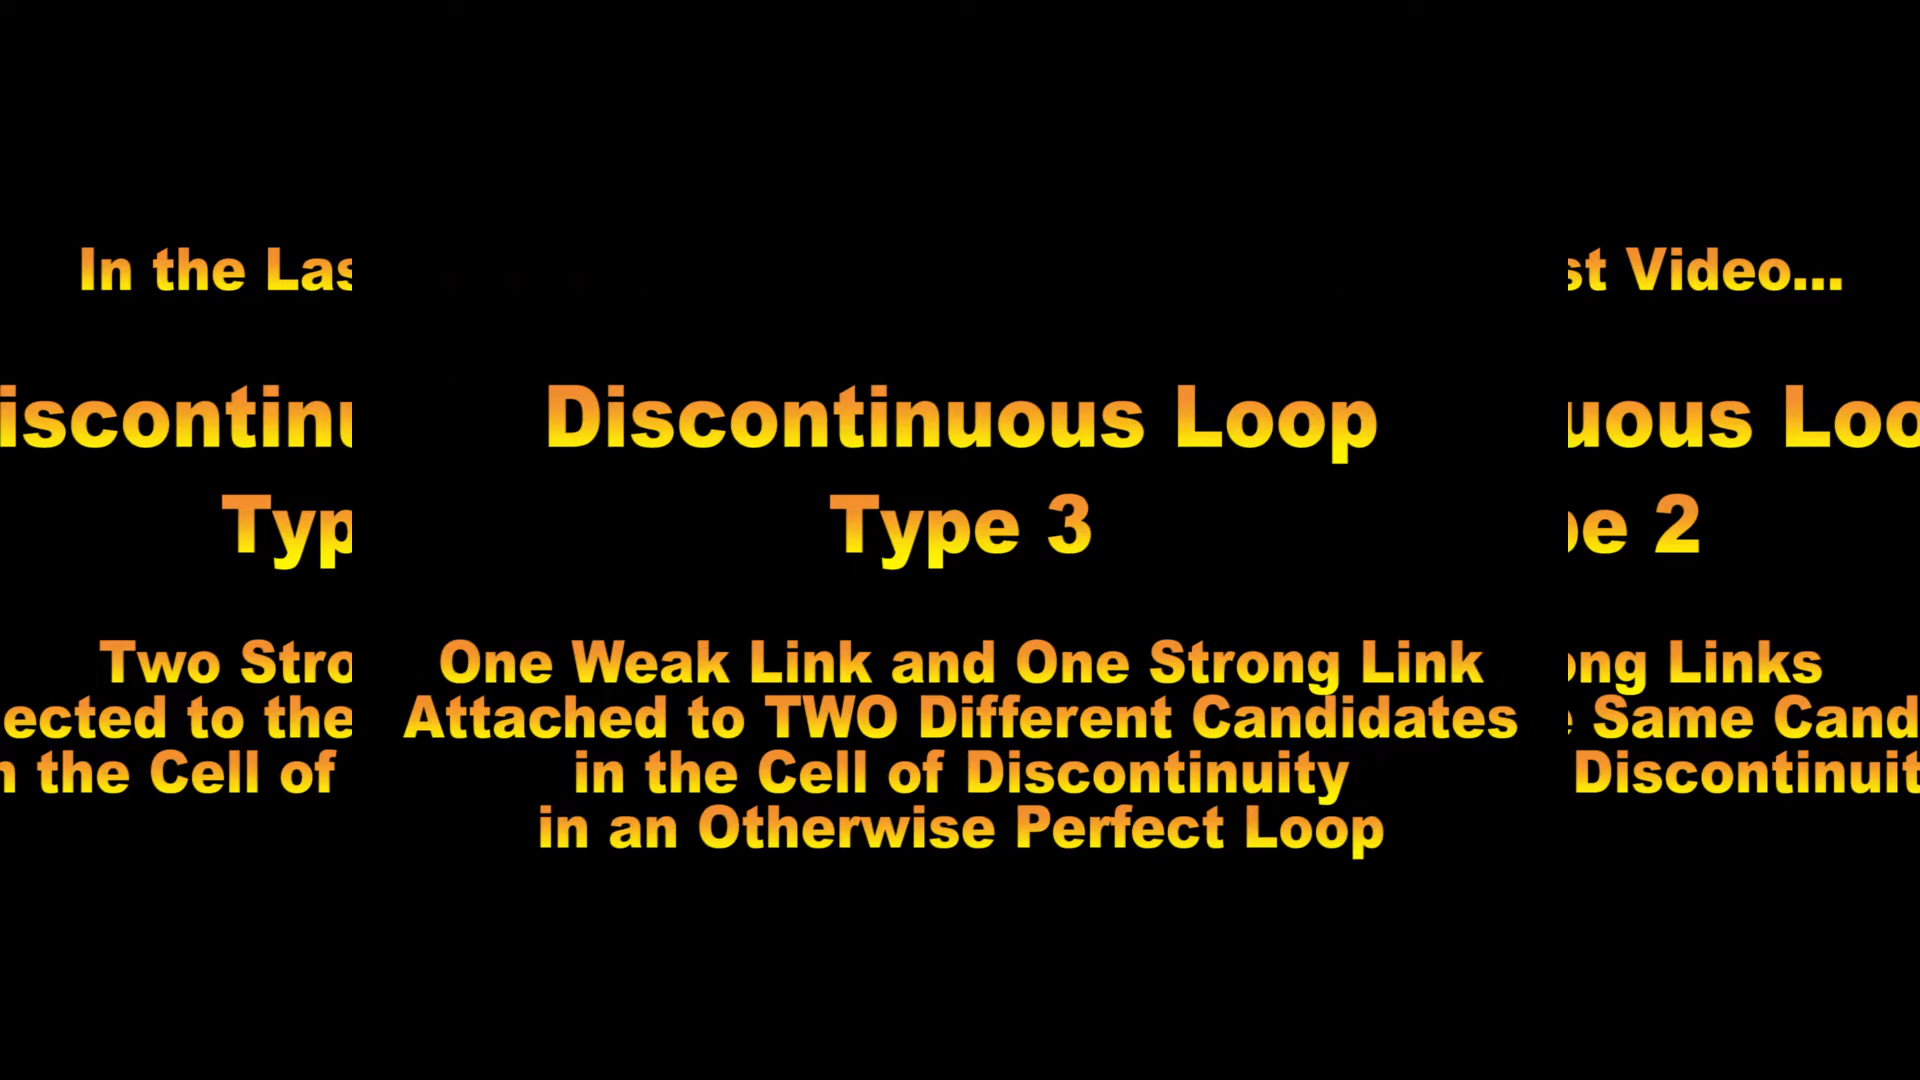 In the Las
iscontinu
Typ
Two Stro
ected to the
the Cell of
Discontinuous Loop
Type 3
One Weak Link and One Strong Link
Attached to TWO Different Candidates
in the Cell of Discontinuity
in an Otherwise Perfect Loop
st Video...
uous Loo
pe 2
ong Links
Same Cand
Discontinuit